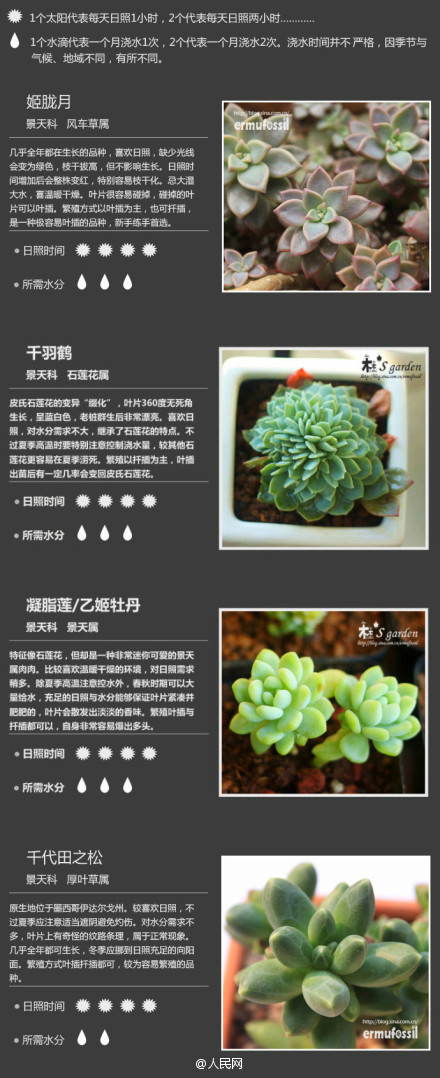 1个太阳代表每天日照1小时，2个代表每天日照两小时…………
1个水滴代表一个月浇水1次，2个代表一个月浇水2次。浇水时间并不严格，因季节与
气候、地域不同，有所不同。
姬胧月
景天科 风车草属
几乎全年都在生长的品种，喜欢日照，缺少光线
会变为绿色，枝干拔高，但不影响生长。日照时
间增加后会整株变红，特别容易枝干化。忌大湿
大水，喜温暖干燥。叶片很容易碰掉，碰掉的叶
片可以叶插。繁殖方式以叶插为主，也可扦插，
是一种极容易叶插的品种，新手练手首选。
日照时间
所需水分
http://blog.sina.com.cn/
ermufossil
千羽鹤
景天科 石莲花属
皮氏石莲花的变异“缀化”，叶片360度无死角
生长，呈蓝白色，老桩群生后非常漂亮。喜欢日
照，对水分需求不大，继承了石莲花的特点。不
过夏季高温时要特别注意控制浇水量，较其他石
莲花更容易在夏季涝死。繁殖以扦插为主，叶插
出苗后有一定几率会变回皮氏石莲花。
日照时间
所需水分
'S garden
凝脂莲/乙姬牡丹
景天科 景天属
特征像石莲花，但却是一种非常迷你可爱的景天
属肉肉。比较喜欢温暖干燥的环境，对日照需求
稍多。除夏季高温注意控水外，春秋时期可以大
量给水，充足的日照与水分能够保证叶片紧凑并
肥肥的，叶片会散发出淡淡的香味。繁殖叶插与
扦插都可以，自身非常容易爆出多头。
日照时间
所需水分
'S garden
千代田之松
景天科 厚叶草属
原生地位于墨西哥伊达尔戈州。较喜欢日照，不
过夏季应注意适当遮阴避免灼伤。对水分需求不
多，叶片上有奇怪的纹路条理，属于正常现象。
几乎全年都可生长，冬季应挪到日照充足的向阳
面。繁殖方式叶插扦插都可，较为容易繁殖的品
种。
日照时间
所需水分
http://blog.sina.com.cn/
ermufossil
@人民网